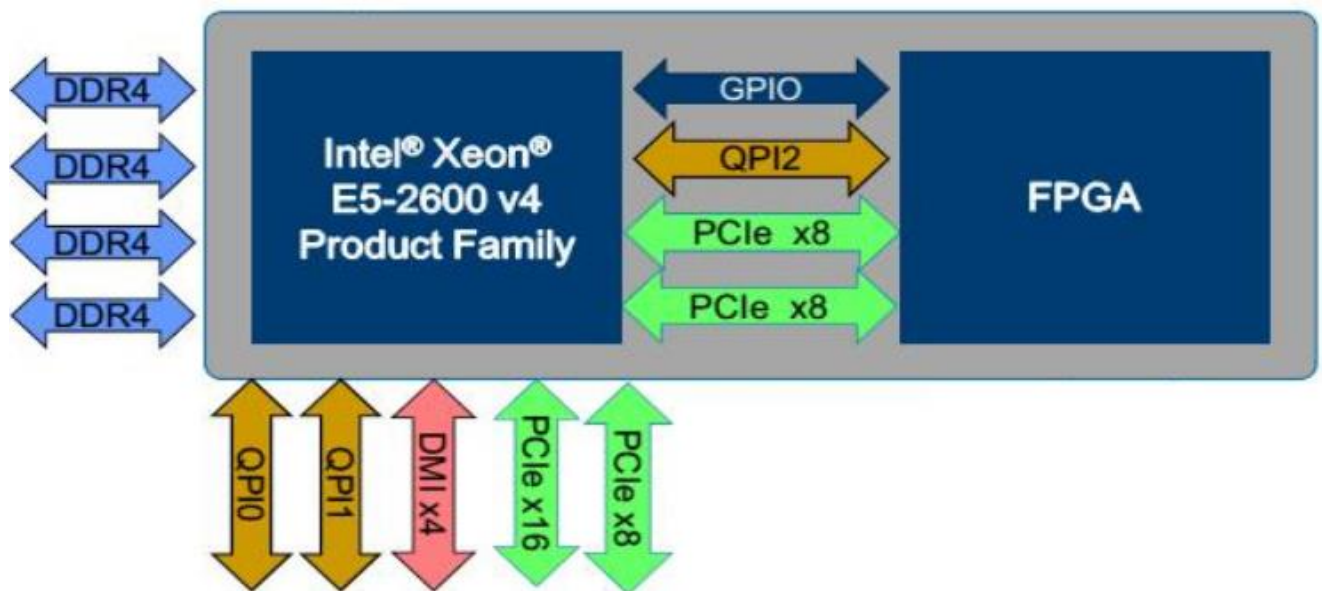 DDR4
DDR4
DDR4
DDR4
Intel® Xeon®
E5-2600 v4
Product Family
GPIO
QPI2
PCIe x8
PCIe x8
FPGA
QPI0
QPI1
DMI x4
PCIe x16
PCIe x8